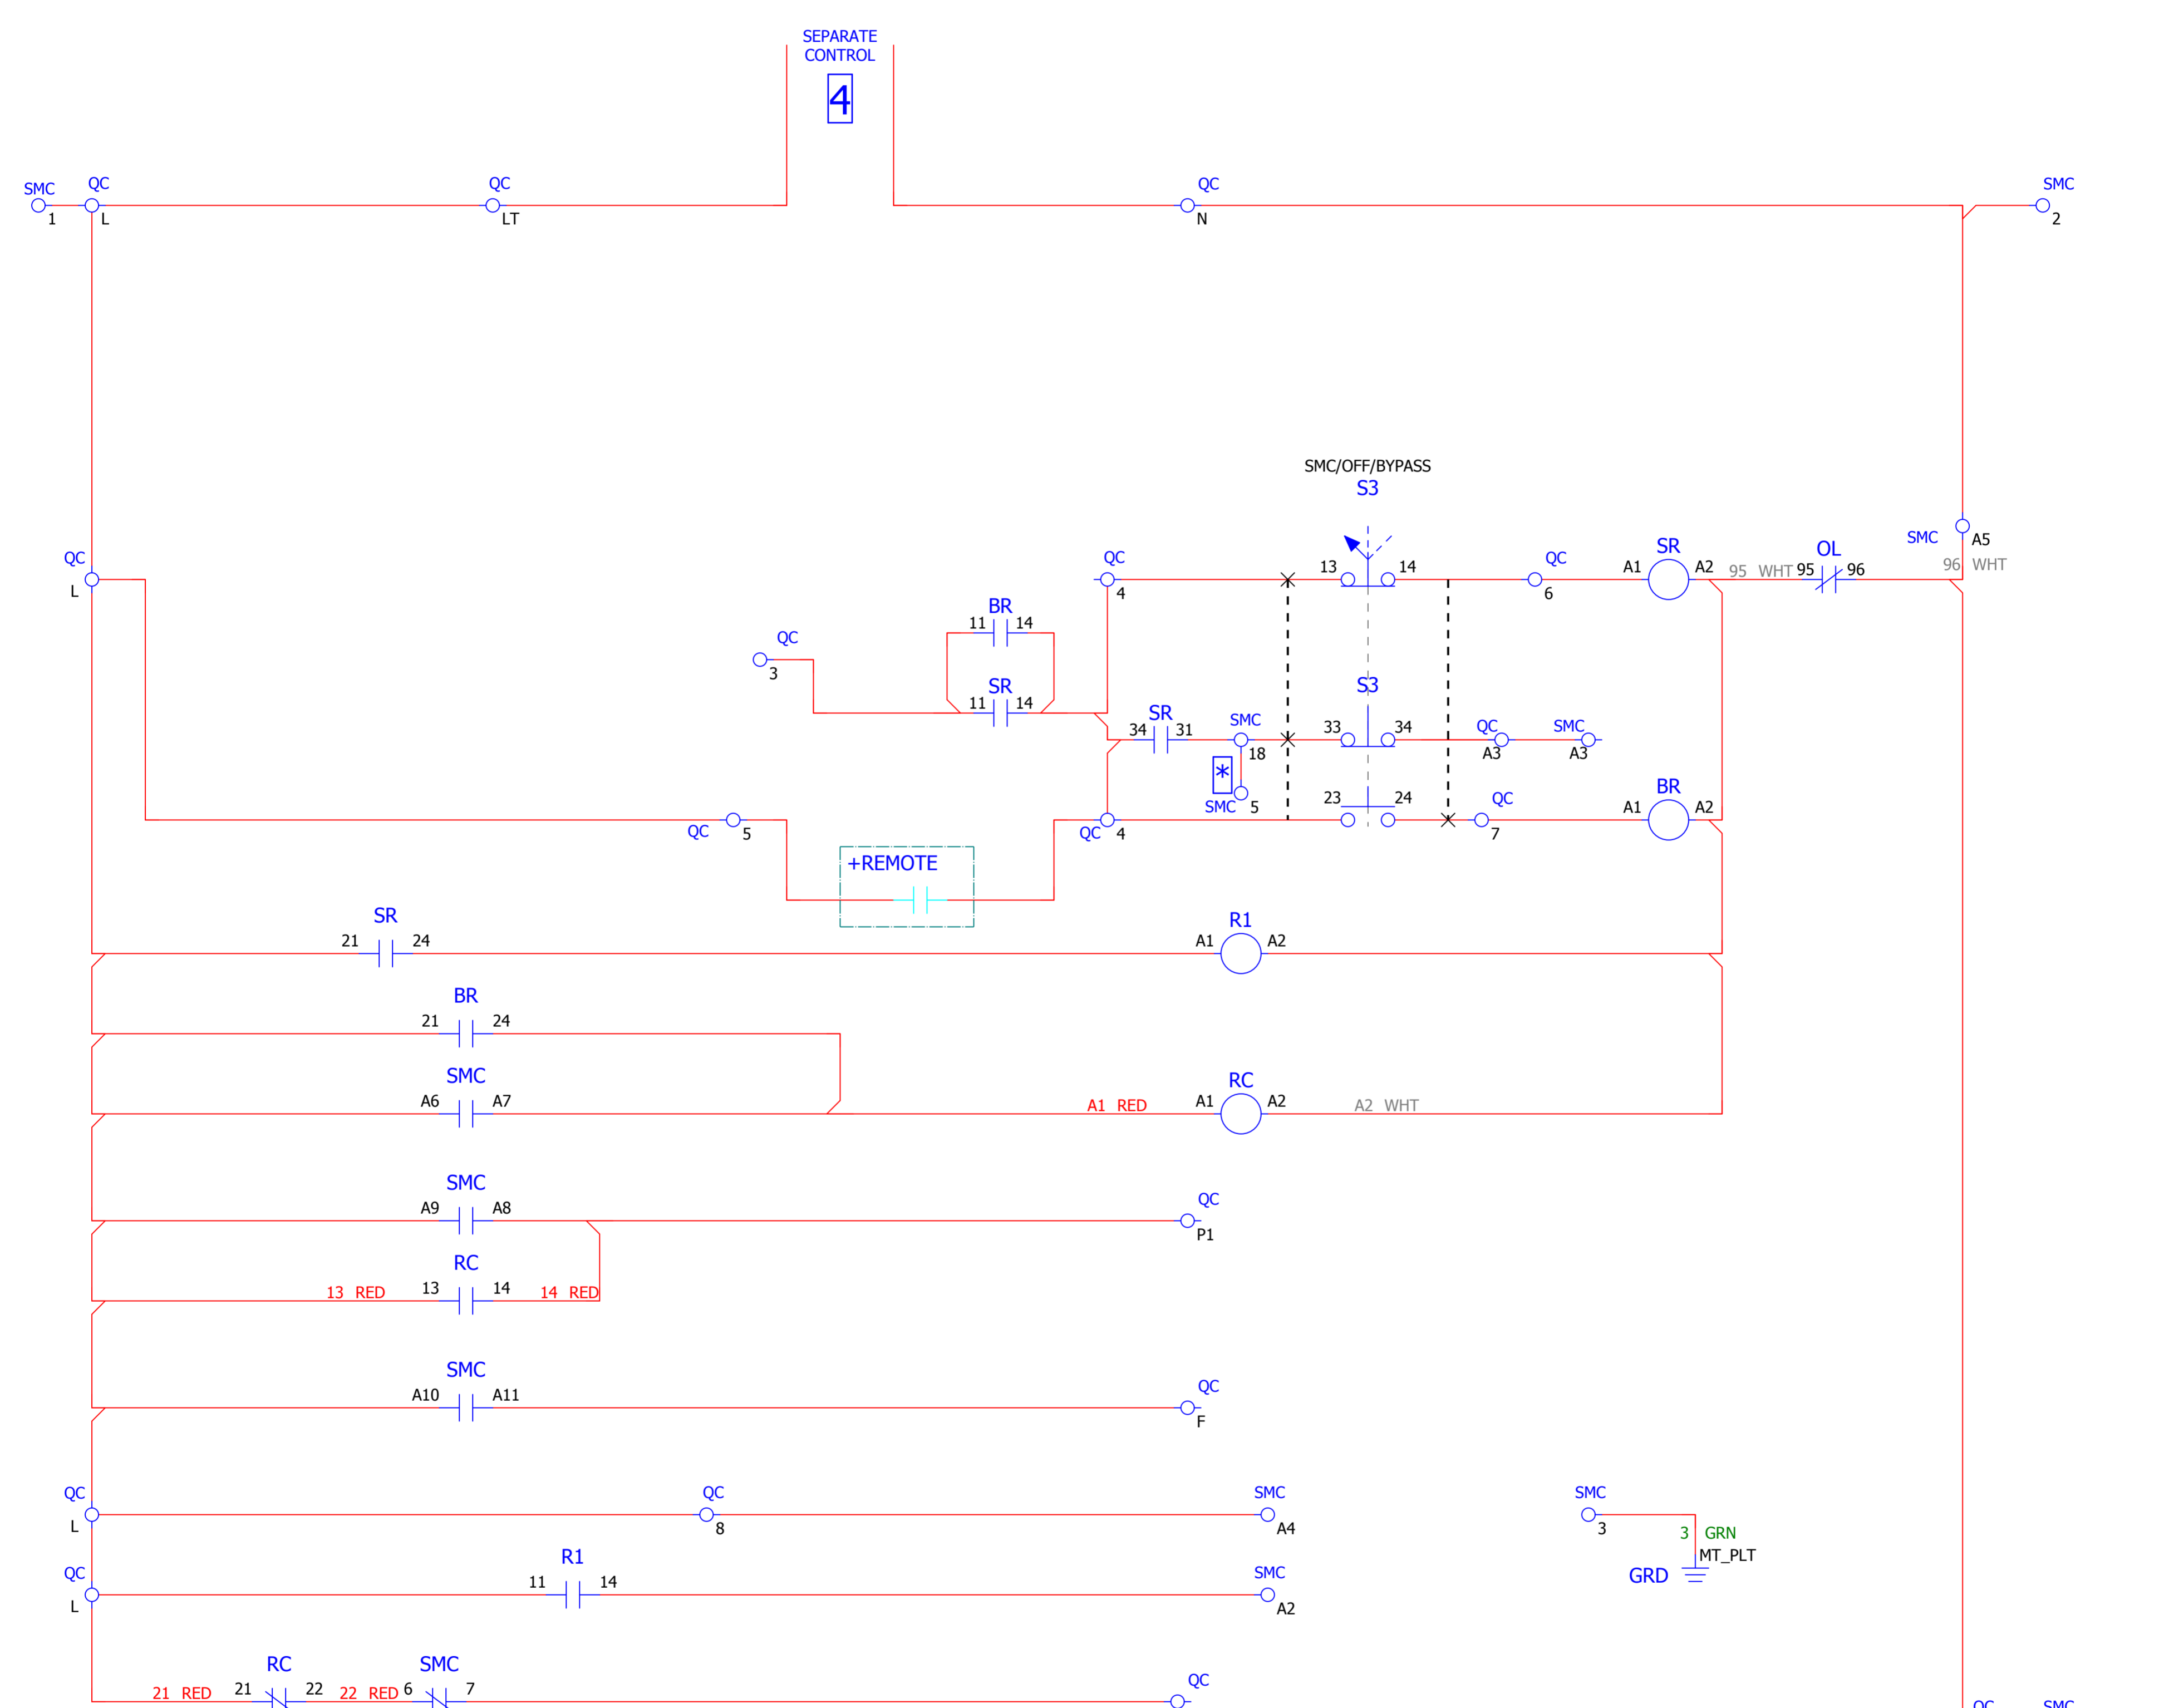 SEPARATE
CONTROL
4
SMC
QC
QC
QC
SMC
1
L
LT
N
2
SMC/OFF/BYPASS
S3
QC
L
QC
4
13
14
QC
6
SR
A1
A2
95 WHT
OL
95
96
SMC
A5
96 WHT
BR
11
14
QC
3
SR
11
14
S3
SR
34
31
SMC
18
33
34
QC
A3
SMC
A3
*
SMC
5
23
24
QC
7
BR
A1
A2
QC
5
QC
4
+REMOTE
SR
21
24
R1
A1
A2
BR
21
24
SMC
A6
A7
A1 RED
RC
A1
A2
A2 WHT
SMC
A9
A8
QC
P1
RC
13 RED
13
14
14 RED
SMC
A10
A11
QC
F
QC
L
QC
8
SMC
A4
SMC
3
3 GRN
MT_PLT
GRD
QC
L
R1
11
14
SMC
A2
RC
SMC
QC
21 RED
21
22
22 RED
6
7
QC
SMC